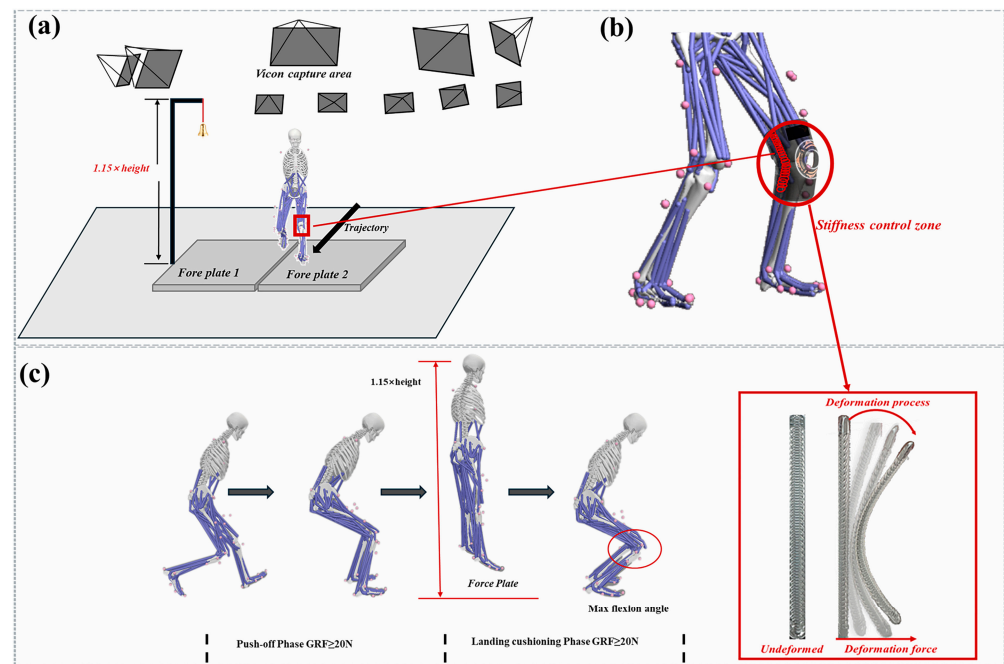 (a)
Vicon capture area
1.15×height
Trajectory
Fore plate 1
Fore plate 2
(b)
Stiffness control zone
(c)
1.15×height
Force Plate
Max flexion angle
Push-off Phase GRF≥20N
Landing cushioning Phase GRF≥20N
Deformation process
Undeformed
Deformation force